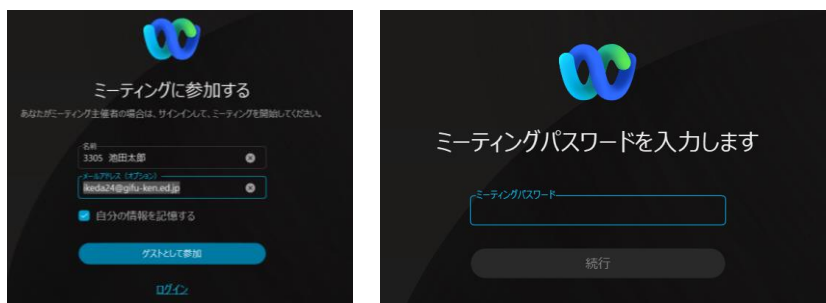 ミーティングに参加する
あなたがミーティング主催者の場合は、サインインして、ミーティングを開始してください。
名前
3305 池田太郎
メールアドレス (オプション)
ikeda24@gifu-ken.ed.jp
自分の情報を記憶する
ゲストとして参加
ログイン
ミーティングパスワードを入力します
ミーティングパスワード
続行